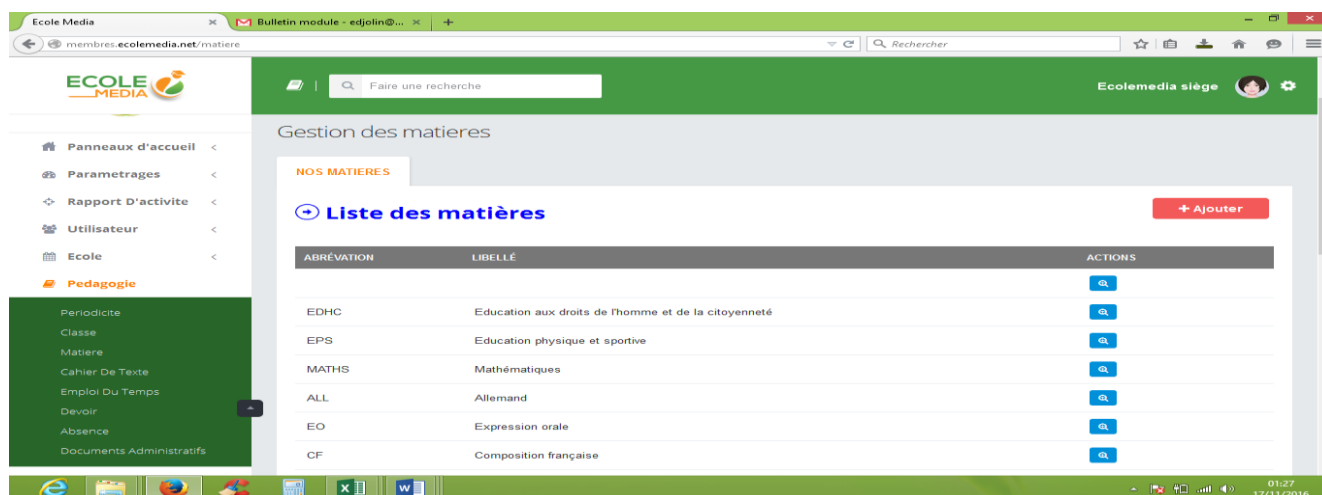 Ecole Media
Bulletin module - edjolin@...
membres.ecolemedia.net/matiere
Rechercher
ECOLE
MEDIA
Faire une recherche
Ecolemedia siège
Gestion des matieres
Panneaux d'accueil
Parametrages
Rapport D'activite
Utilisateur
Ecole
Pedagogie
Periodicite
Classe
Matiere
Cahier De Texte
Emploi Du Temps
Devoir
Absence
Documents Administratifs
NOS MATIERES
Liste des matières
+ Ajouter
ABRÉVATION LIBELLÉ ACTIONS
EDHC Education aux droits de l'homme et de la citoyenneté
EPS Education physique et sportive
MATHS Mathématiques
ALL Allemand
EO Expression orale
CF Composition française
01:27
17/11/2016